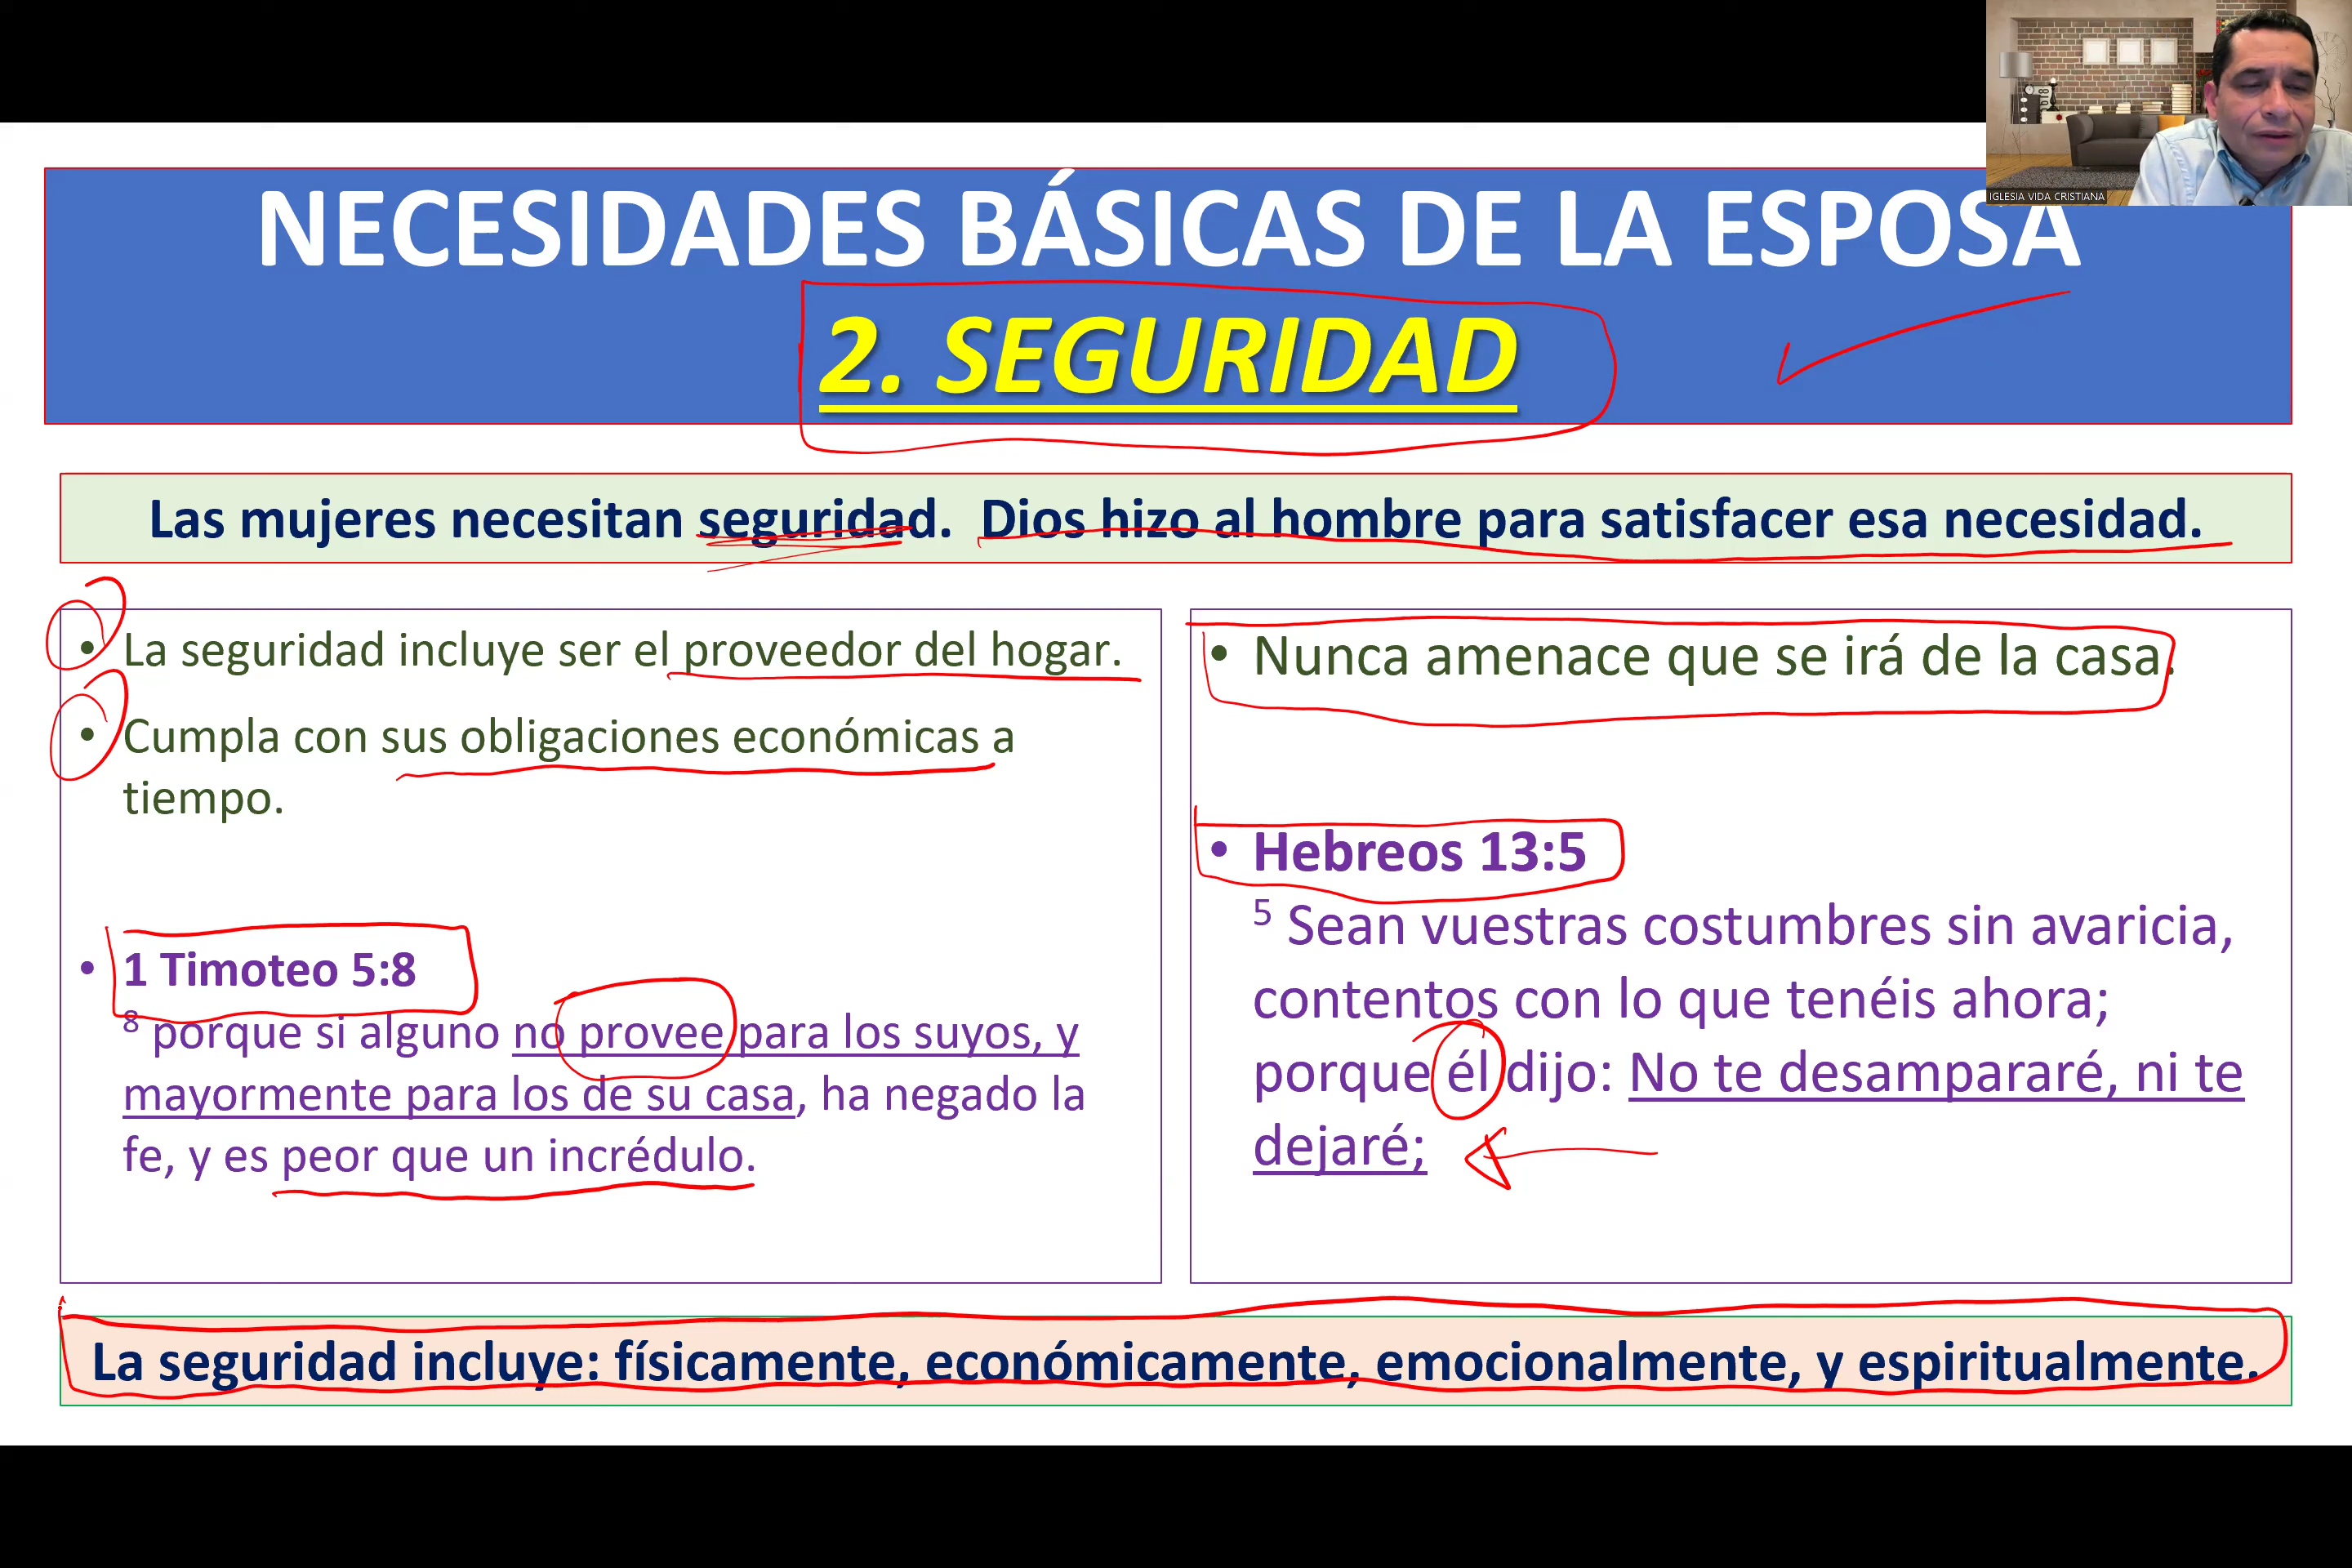 IGLESIA VIDA CRISTIANA
NECESIDADES BÁSICAS DE LA ESPOSA
2. SEGURIDAD
Las mujeres necesitan seguridad. Dios hizo al hombre para satisfacer esa necesidad.
• La seguridad incluye ser el proveedor del hogar.
• Cumpla con sus obligaciones económicas a
tiempo.
• 1 Timoteo 5:8
8 porque si alguno no provee para los suyos, y
mayormente para los de su casa, ha negado la
fe, y es peor que un incrédulo.
• Nunca amenace que se irá de la casa.
• Hebreos 13:5
5 Sean vuestras costumbres sin avaricia,
contentos con lo que tenéis ahora;
porque él dijo: No te desampararé, ni te
dejaré;
La seguridad incluye: físicamente, económicamente, emocionalmente, y espiritualmente.